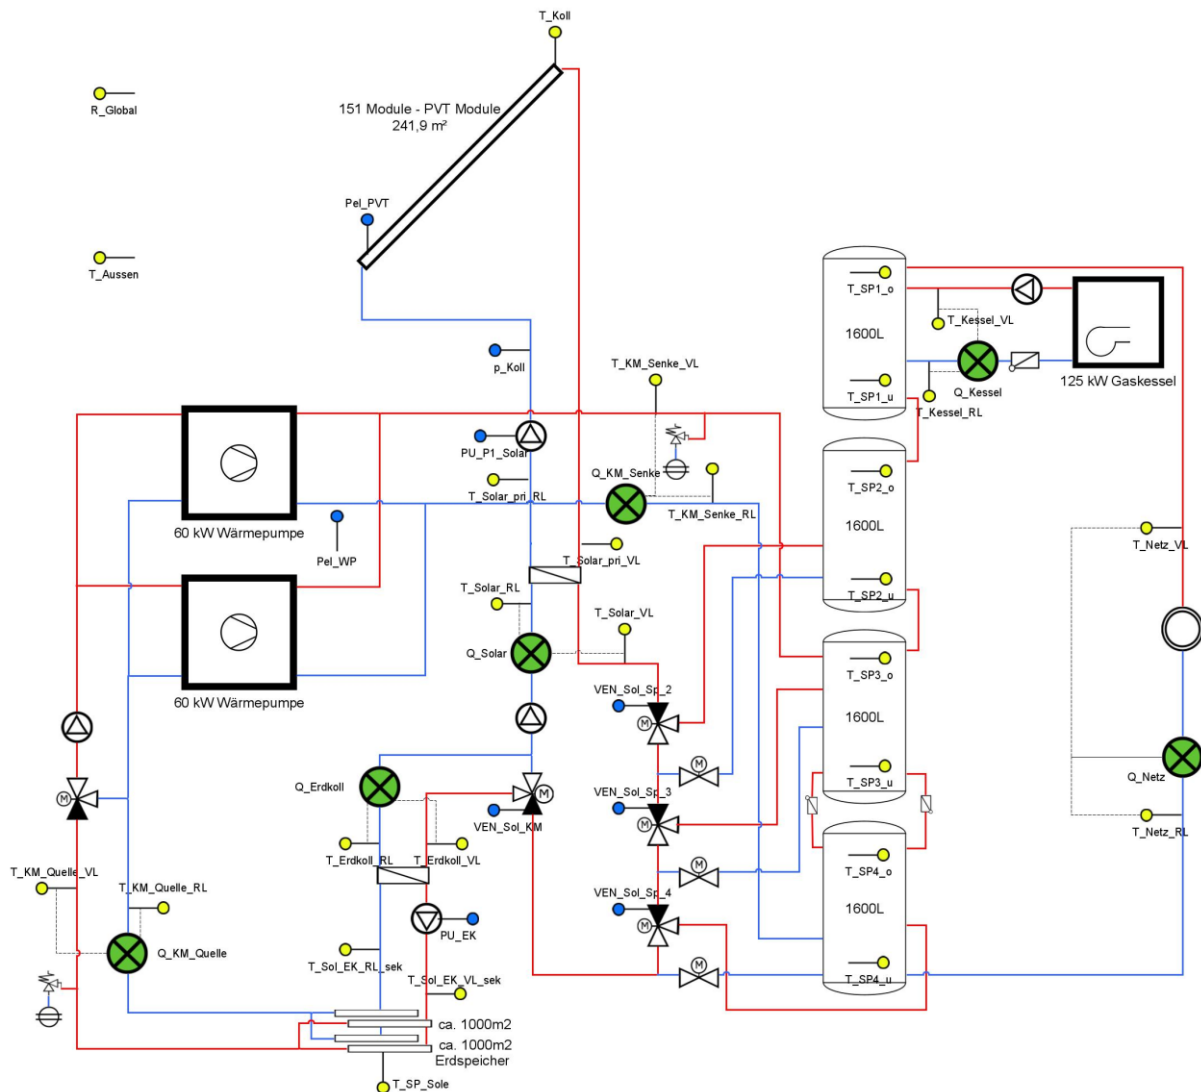 T_Koll
151 Module - PVT Module
241,9 m²
R_Global
Pel_PVT
T_Aussen
T_SP1_o
T_Kessel_VL
1600L
p_Koll
T_KM_Senke_VL
T_SP1_u
T_Kessel_RL
Q_Kessel
125 kW Gaskessel
PU_P1_Solar
Q_KM_Senke
T_SP2_o
T_Solar_pri_RL
T_KM_Senke_RL
60 kW Wärmepumpe
1600L
T_Netz_VL
Pel_WP
T_Solar_pri_VL
T_Solar_RL
T_SP2_u
T_Solar_VL
Q_Solar
T_SP3_o
60 kW Wärmepumpe
VEN_Sol_Sp_2
M
1600L
M
Q_Erdkoll
T_SP3_u
Q_Netz
M
M
VEN_Sol_KM
VEN_Sol_Sp_3
M
T_Netz_RL
T_Erdkoll_RL
T_Erdkoll_VL
M
T_SP4_o
T_KM_Quelle_VL
T_KM_Quelle_RL
VEN_Sol_Sp_4
1600L
M
PU_EK
Q_KM_Quelle
M
T_Sol_EK_RL_sek
T_SP4_u
T_Sol_EK_VL_sek
ca. 1000m2
ca. 1000m2
Erdspeicher
T_SP_Sole